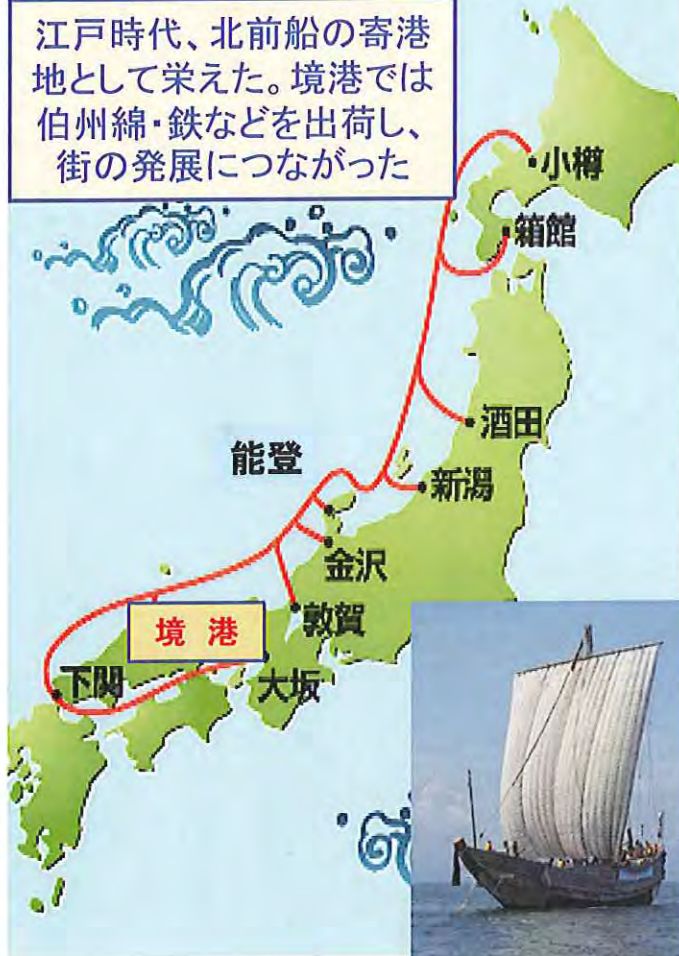 江戸時代、北前船の寄港
地として栄えた。境港では
伯州綿・鉄などを出荷し、
街の発展につながった
小樽
箱館
酒田
能登
新潟
金沢
敦賀
境港
下関
大坂